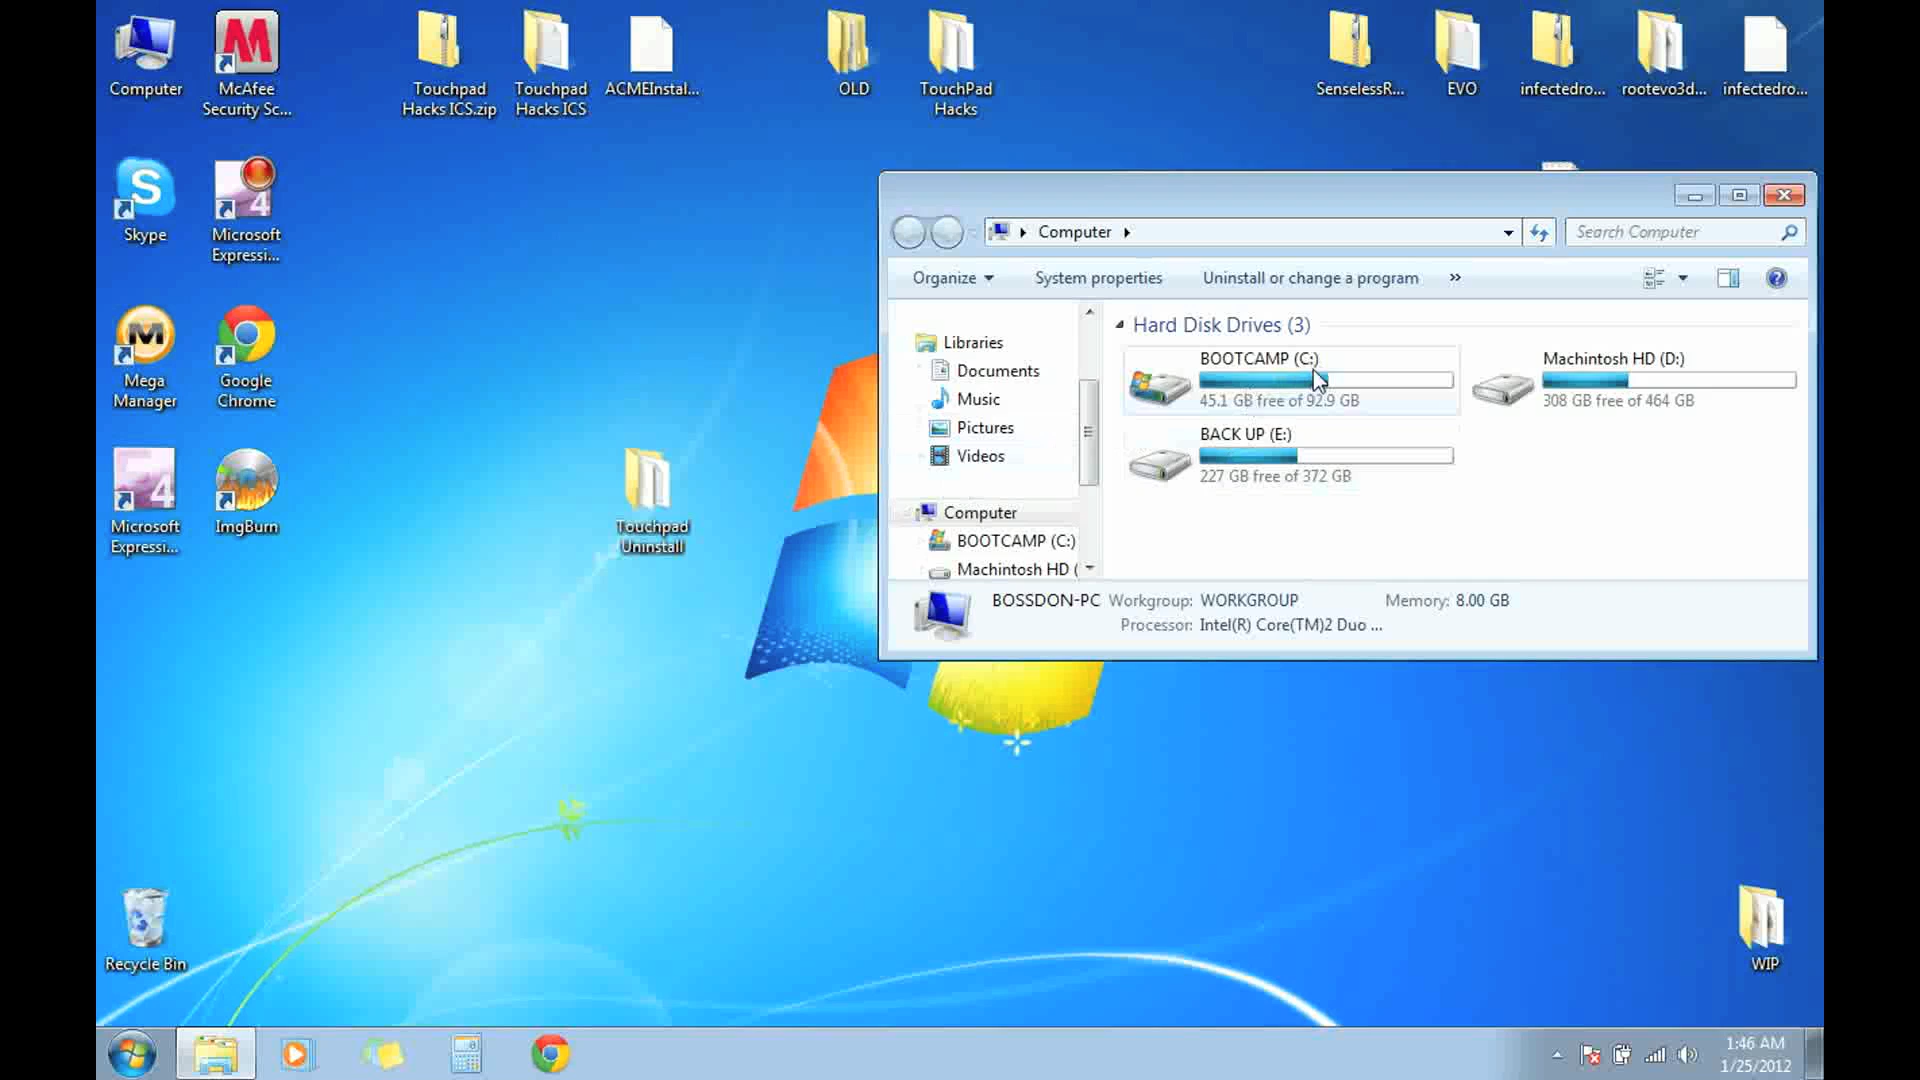 Computer
McAfee
Security Sc...
Touchpad
Hacks ICS.zip
Touchpad
Hacks ICS
ACMEInstal...
OLD
TouchPad
Hacks
SenselessR...
EVO
infectedro...
rootevo3d...
infectedro...
Skype
4
Microsoft
Expressi...
Mega
Manager
Google
Chrome
4
Microsoft
Expressi...
ImgBurn
Touchpad
Uninstall
Recycle Bin
WIP
Computer
Search Computer
Organize
System properties
Uninstall or change a program
»
Libraries
Documents
Music
Pictures
Videos
Computer
BOOTCAMP (C:)
Machintosh HD (
Hard Disk Drives (3)
BOOTCAMP (C:)
45.1 GB free of 92.9 GB
Machintosh HD (D:)
308 GB free of 464 GB
BACK UP (E:)
227 GB free of 372 GB
BOSSDON-PC Workgroup: WORKGROUP Memory: 8.00 GB
Processor: Intel(R) Core(TM)2 Duo ...
1:46 AM
1/25/2012